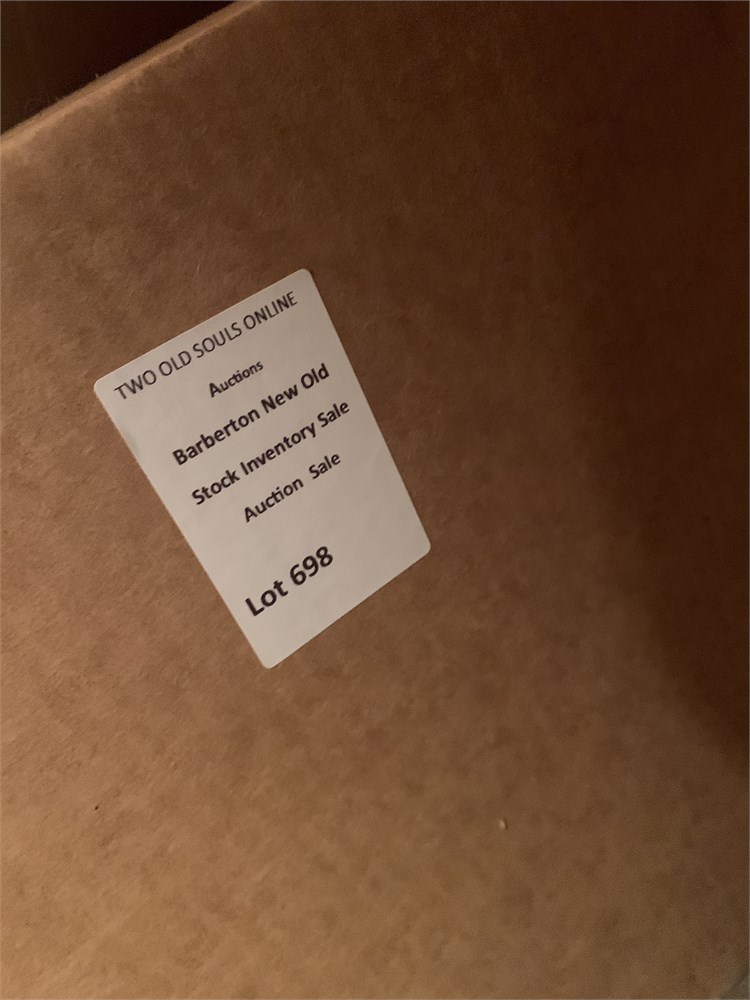 TWO OLD SOULS ONLINE
Auctions
Barberton New Old
Stock Inventory Sale
Auction Sale
Lot 698